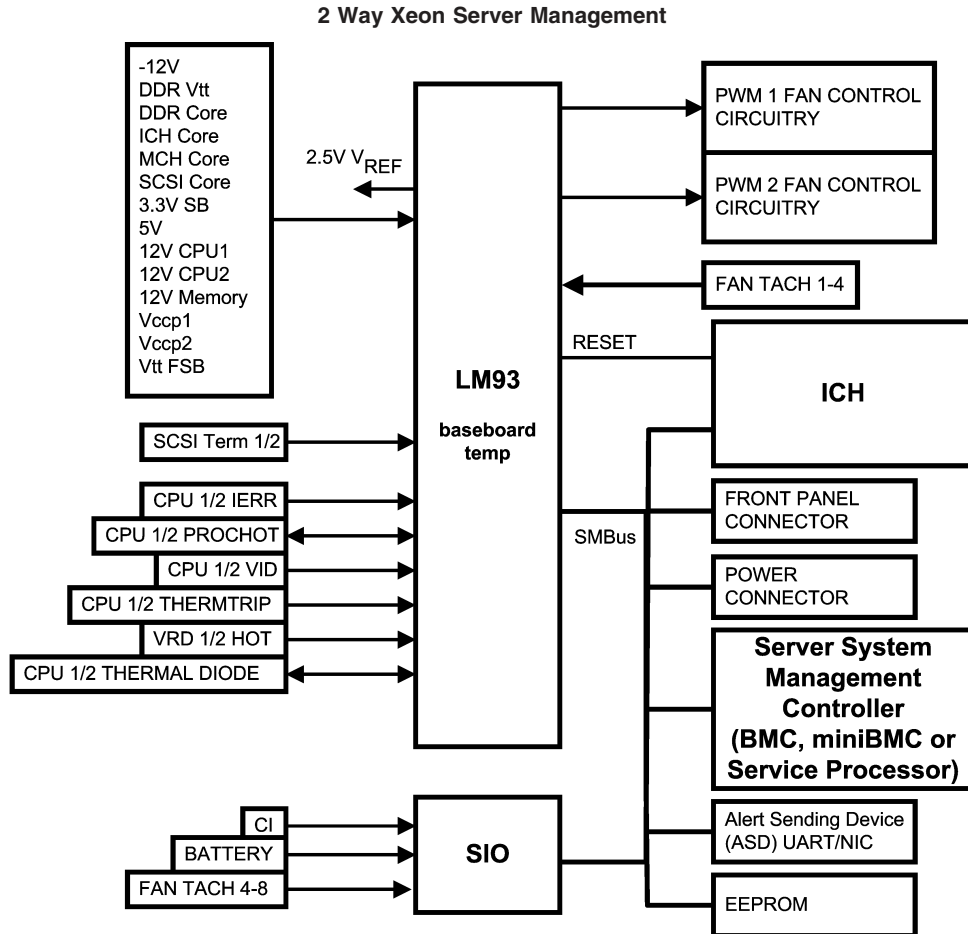 2 Way Xeon Server Management
-12V
DDR Vtt
DDR Core
ICH Core
MCH Core
SCSI Core
3.3V SB
5V
12V CPU1
12V CPU2
12V Memory
Vccp1
Vccp2
Vtt FSB
2.5V VREF
SCSI Term 1/2
CPU 1/2 IERR
CPU 1/2 PROCHOT
CPU 1/2 VID
CPU 1/2 THERMTRIP
VRD 1/2 HOT
CPU 1/2 THERMAL DIODE
LM93
baseboard
temp
PWM 1 FAN CONTROL
CIRCUITRY
PWM 2 FAN CONTROL
CIRCUITRY
FAN TACH 1-4
RESET
ICH
SMBus
FRONT PANEL
CONNECTOR
POWER
CONNECTOR
Server System
Management
Controller
(BMC, miniBMC or
Service Processor)
Alert Sending Device
(ASD) UART/NIC
EEPROM
CI
BATTERY
FAN TACH 4-8
SIO